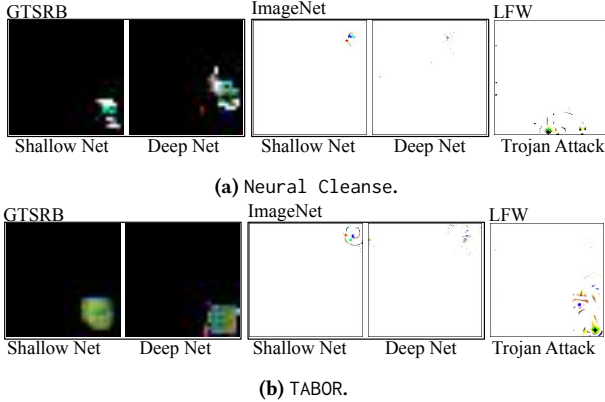 GTSRB ImageNet LFW
Shallow Net Deep Net Shallow Net Deep Net Trojan Attack
(a) Neural Cleanse.
GTSRB ImageNet LFW
Shallow Net Deep Net Shallow Net Deep Net Trojan Attack
(b) TABOR.